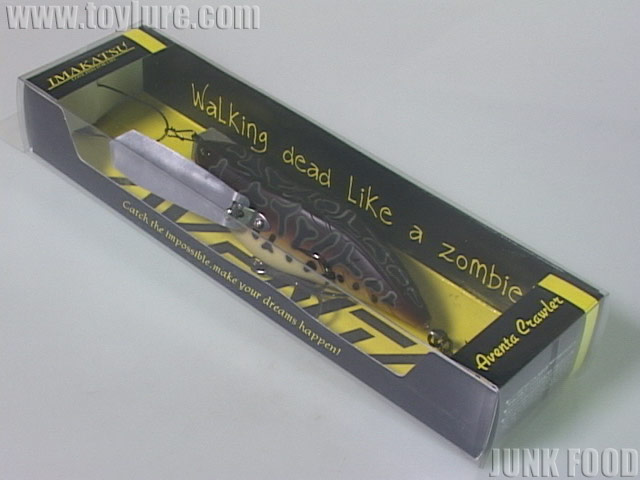 www.toylure.com
IMAKATSU
Walking dead Like a zombie
Catch the impossible, make your dreams happen!
Aventa Crawler
JUNK FOOD